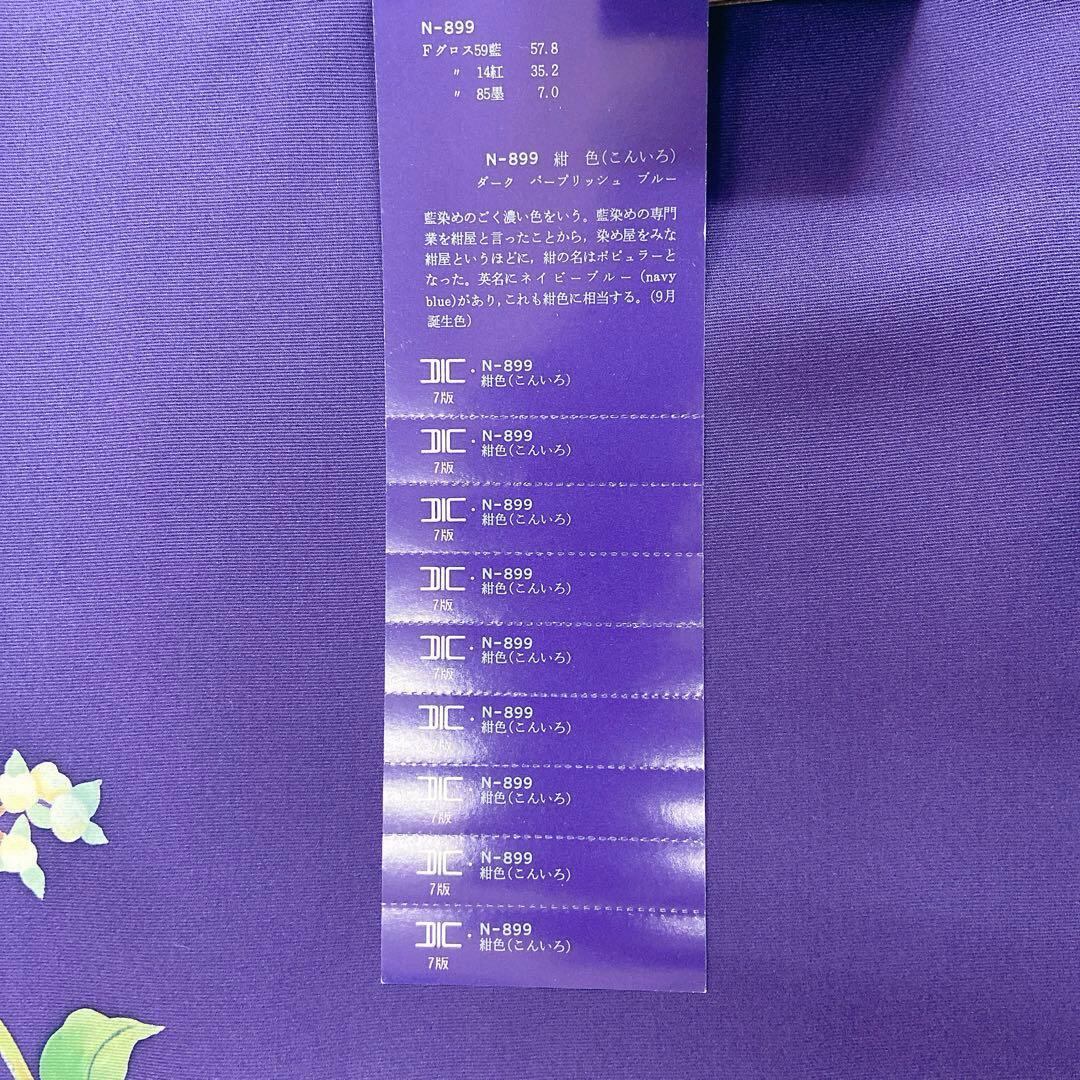 N-899
Fグロス59藍 57.8
〃 14紅 35.2
〃 85墨 7.0
N-899 紺 色(こんいろ)
ダーク パープリッシュ ブルー
藍染めのごく濃い色をいう。藍染めの専門
業を紺屋と言ったことから，染め屋をみな
紺屋というほどに，紺の名はポピュラーと
なった。英名にネイビーブルー(navy
blue)があり，これも紺色に相当する。(9月
誕生色)
DIC・N-899
紺色(こんいろ)
7版
DIC・N-899
紺色(こんいろ)
7版
DIC・N-899
紺色(こんいろ)
7版
DIC・N-899
紺色(こんいろ)
7版
DIC・N-899
紺色(こんいろ)
7版
DIC・N-899
紺色(こんいろ)
7版
DIC・N-899
紺色(こんいろ)
7版
DIC・N-899
紺色(こんいろ)
7版
DIC・N-899
紺色(こんいろ)
7版